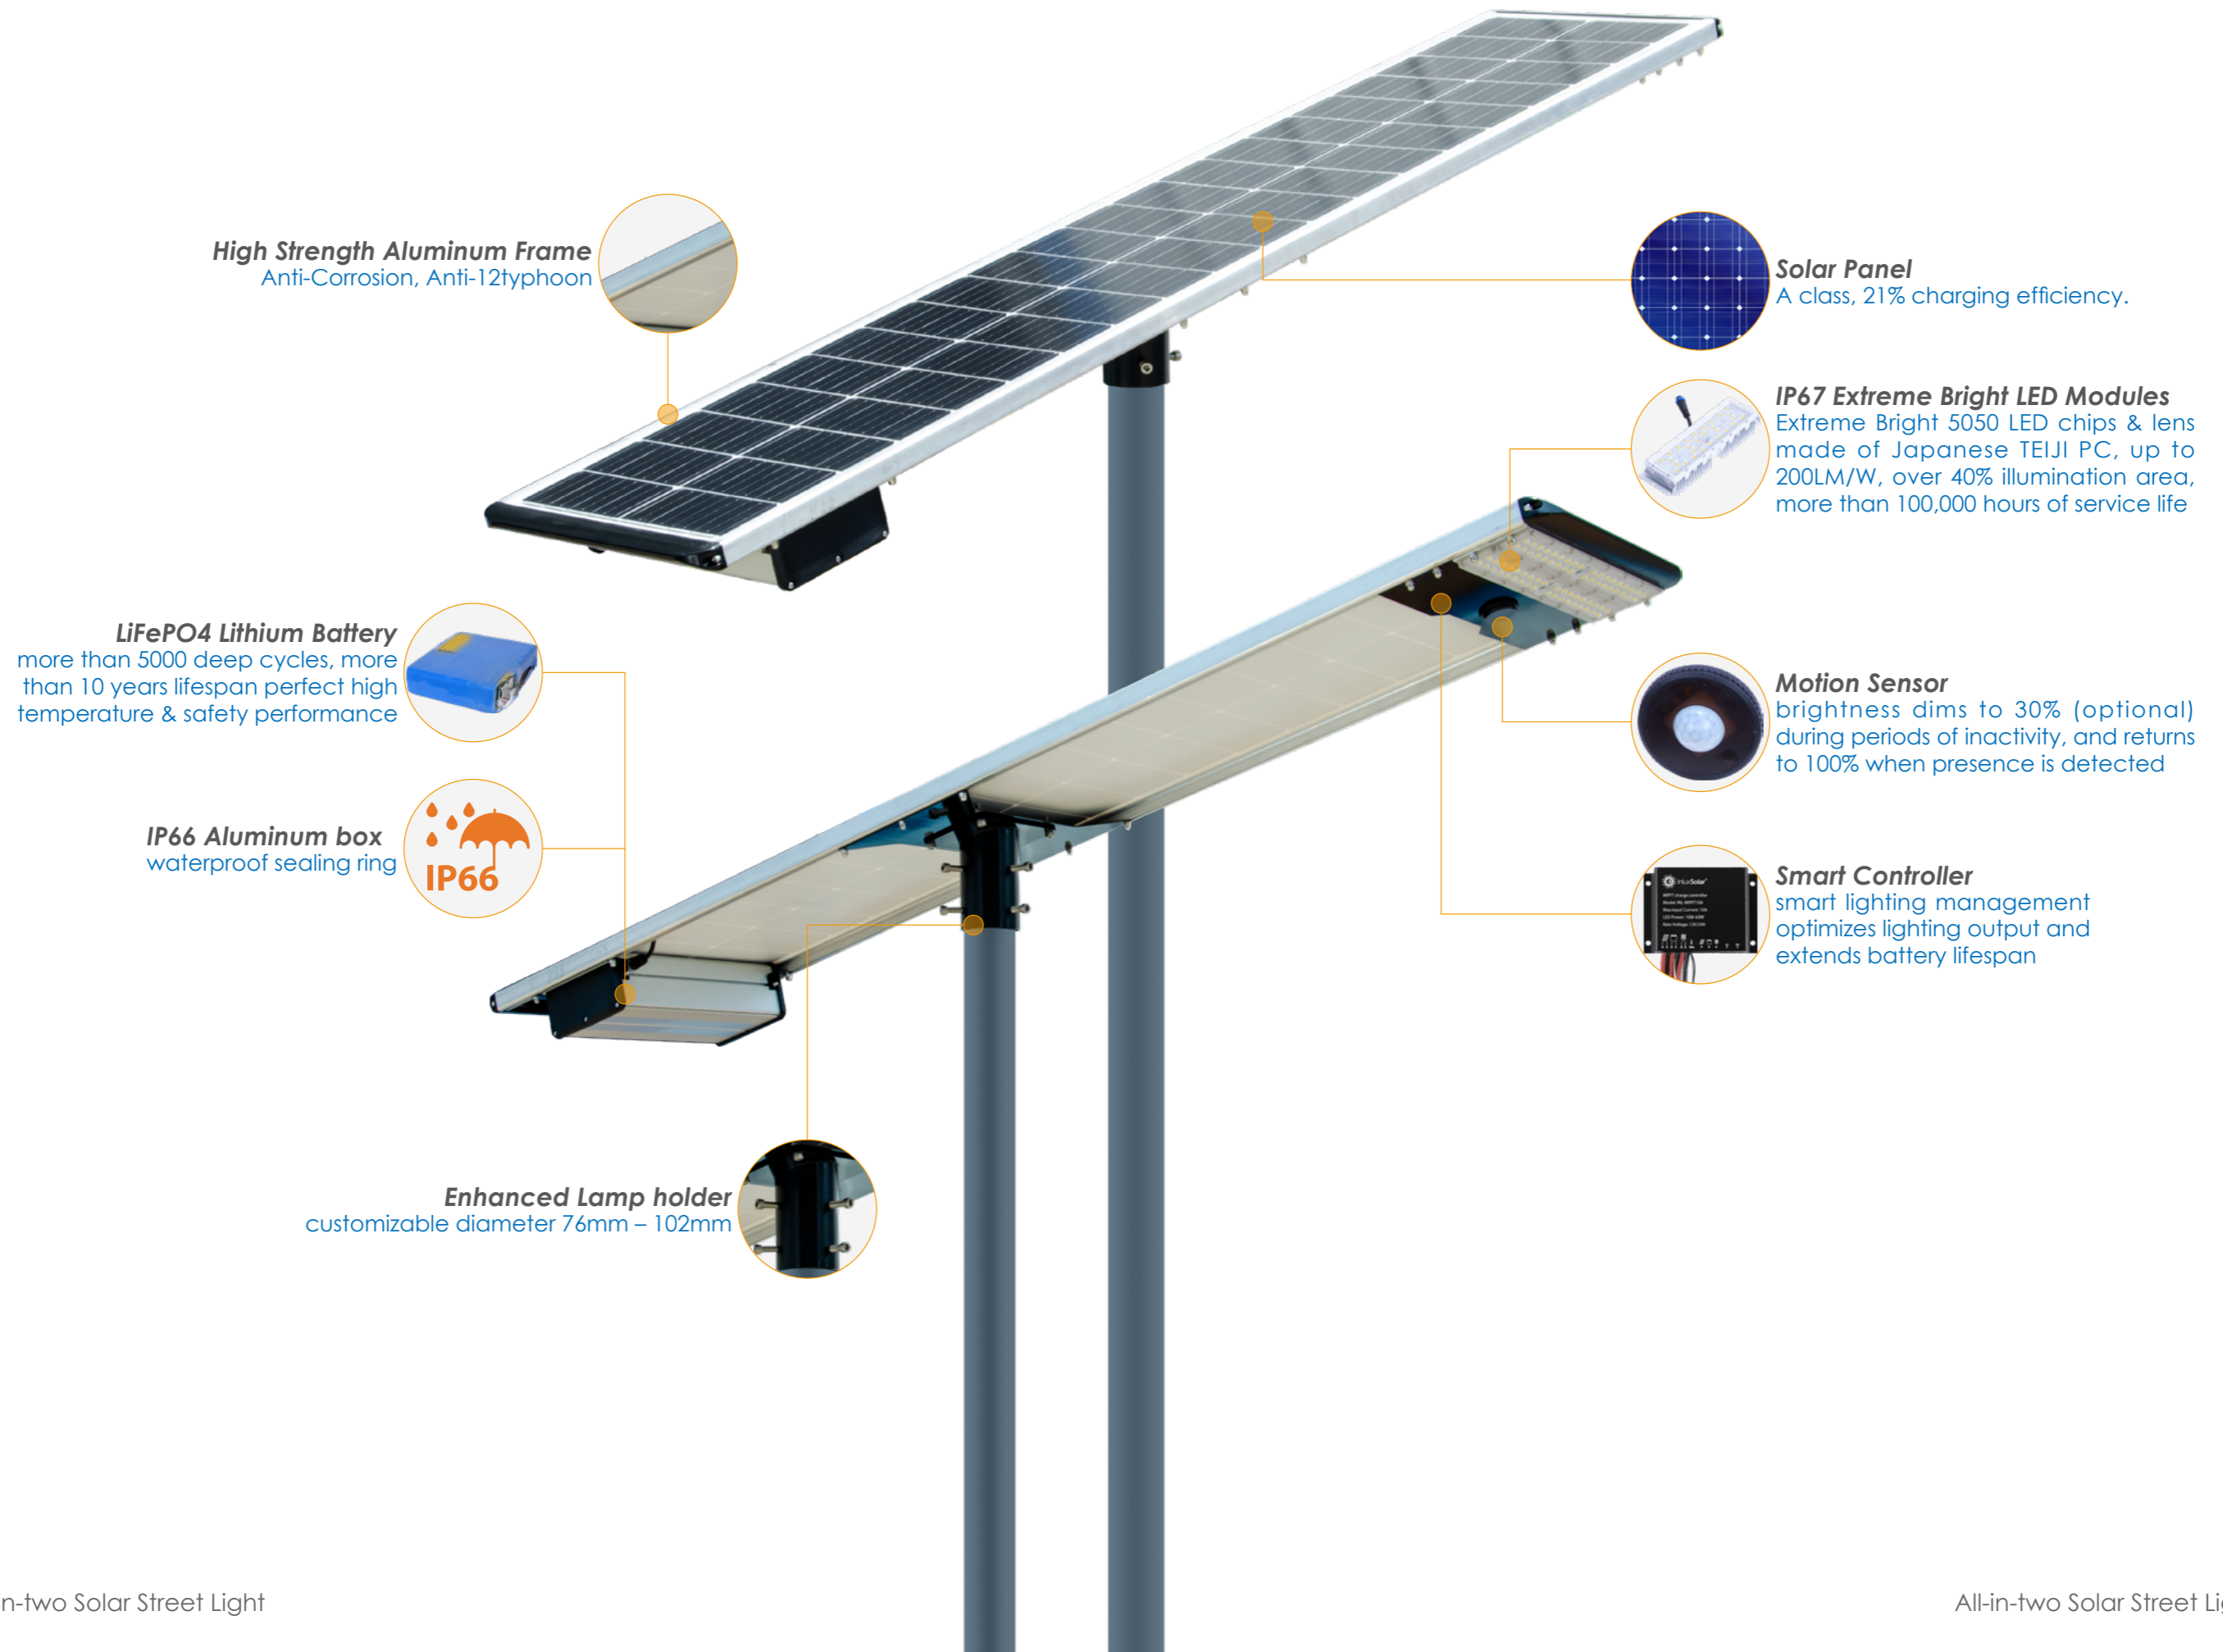 High Strength Aluminum Frame
Anti-Corrosion, Anti-12typhoon
Solar Panel
A class, 21% charging efficiency.
IP67 Extreme Bright LED Modules
Extreme Bright 5050 LED chips & lens
made of Japanese TEIJI PC, up to
200LM/W, over 40% illumination area,
more than 100,000 hours of service life
LiFePO4 Lithium Battery
more than 5000 deep cycles, more
than 10 years lifespan perfect high
temperature & safety performance
Motion Sensor
brightness dims to 30% (optional)
during periods of inactivity, and returns
to 100% when presence is detected
IP66 Aluminum box
waterproof sealing ring
IP66
Smart Controller
smart lighting management
optimizes lighting output and
extends battery lifespan
MPPT charge controller
Enhanced Lamp holder
customizable diameter 76mm – 102mm
in-two Solar Street Light
All-in-two Solar Street Li